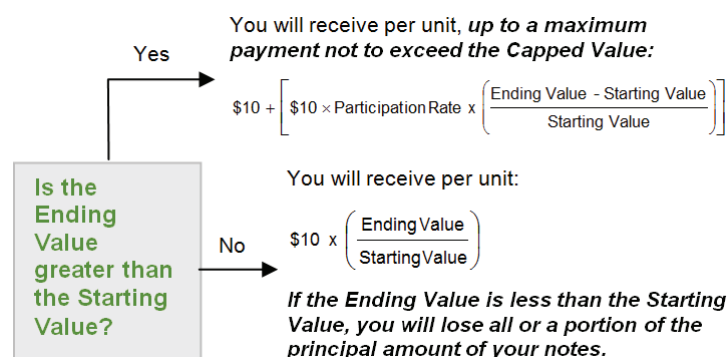 You will receive per unit, up to a maximum
payment not to exceed the Capped Value:
Yes
$10 + [ $10 × Participation Rate x ( Ending Value - Starting Value / Starting Value ) ]
Is the
Ending
Value
greater than
the Starting
Value?
No
You will receive per unit:
$10 x ( Ending Value / Starting Value )
If the Ending Value is less than the Starting
Value, you will lose all or a portion of the
principal amount of your notes.